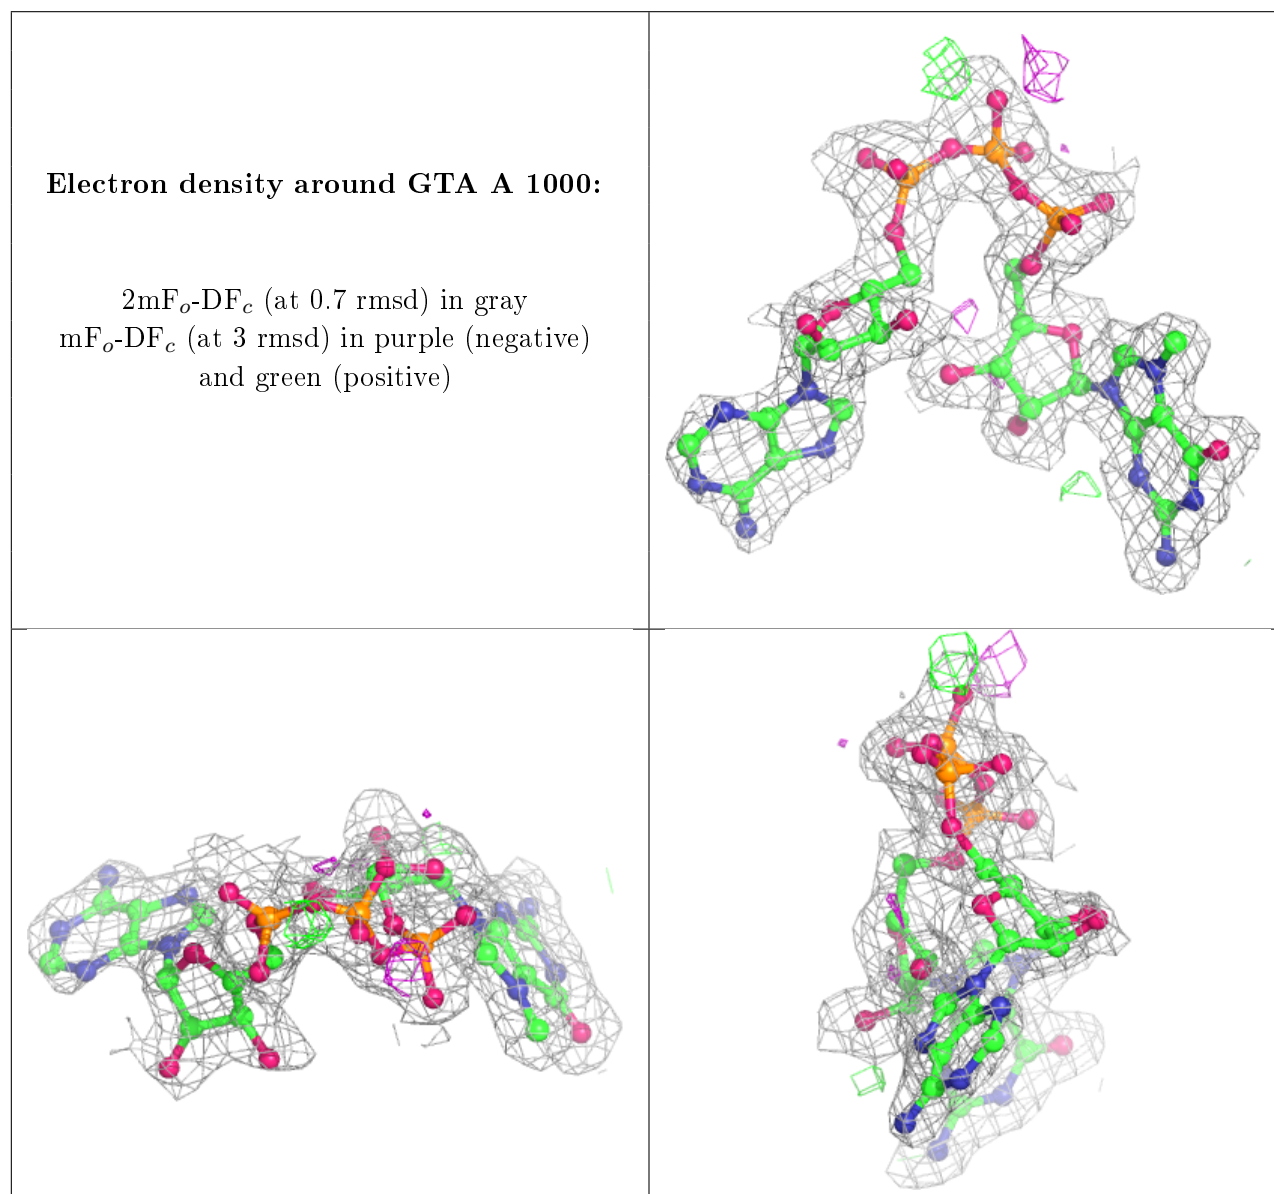 Electron density around GTA A 1000:
2mFₒ-DF𝒸 (at 0.7 rmsd) in gray
mFₒ-DF𝒸 (at 3 rmsd) in purple (negative)
and green (positive)